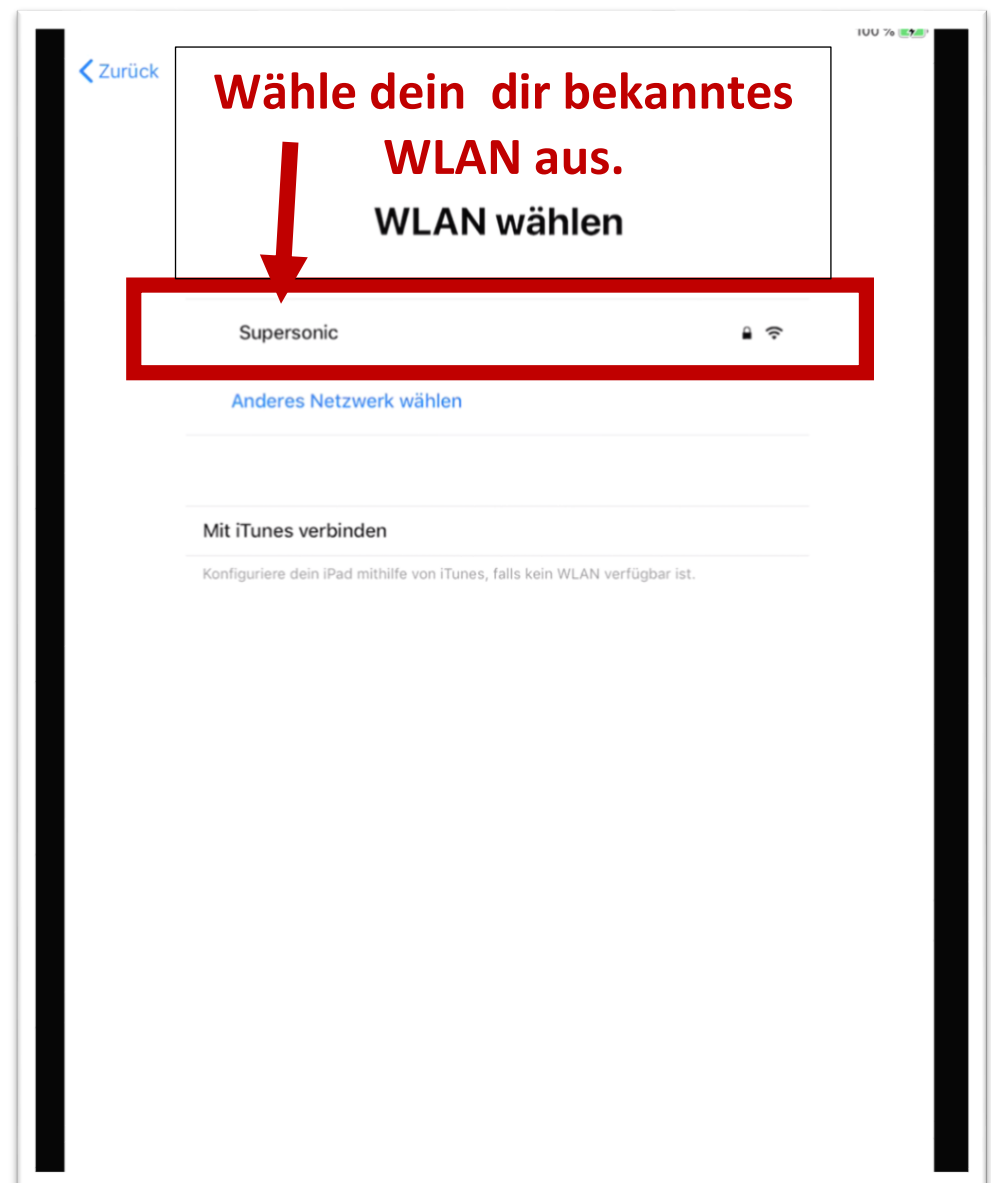 100 %
Zurück
Wähle dein  dir bekanntes
WLAN aus.
WLAN wählen
Supersonic
Anderes Netzwerk wählen
Mit iTunes verbinden
Konfiguriere dein iPad mithilfe von iTunes, falls kein WLAN verfügbar ist.